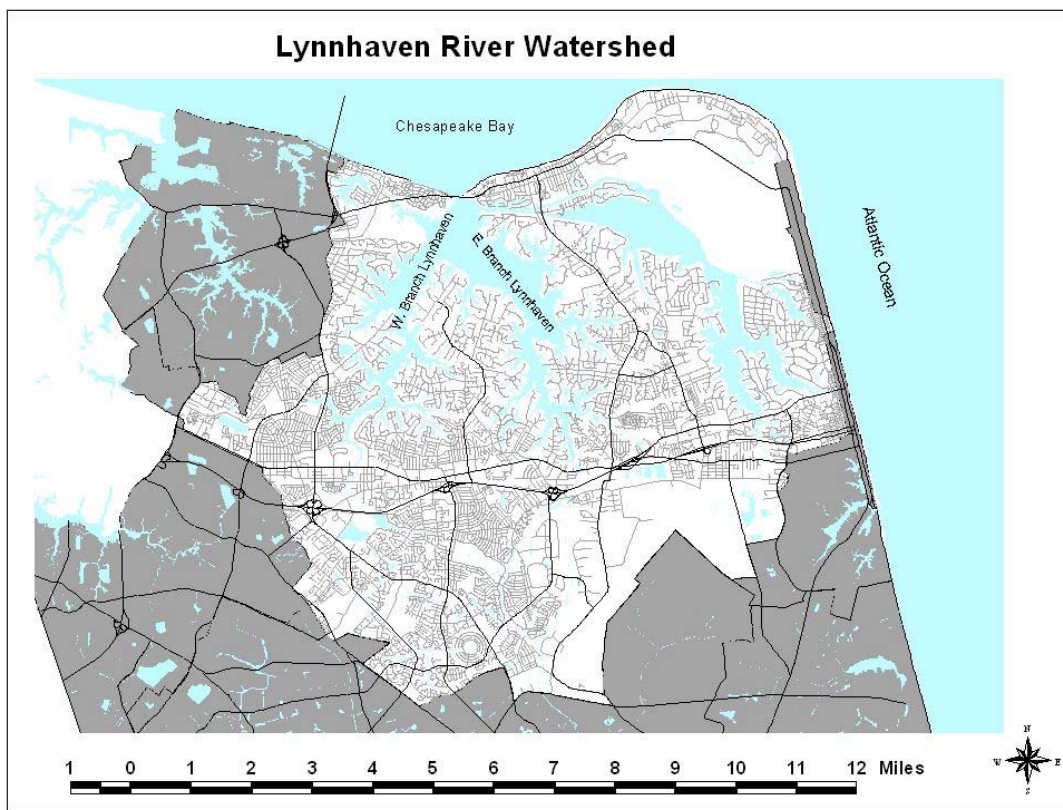 Lynnhaven River Watershed
Chesapeake Bay
Atlantic Ocean
W. Branch Lynnhaven
E. Branch Lynnhaven
1 0 1 2 3 4 5 6 7 8 9 10 11 12 Miles
N
W E
S